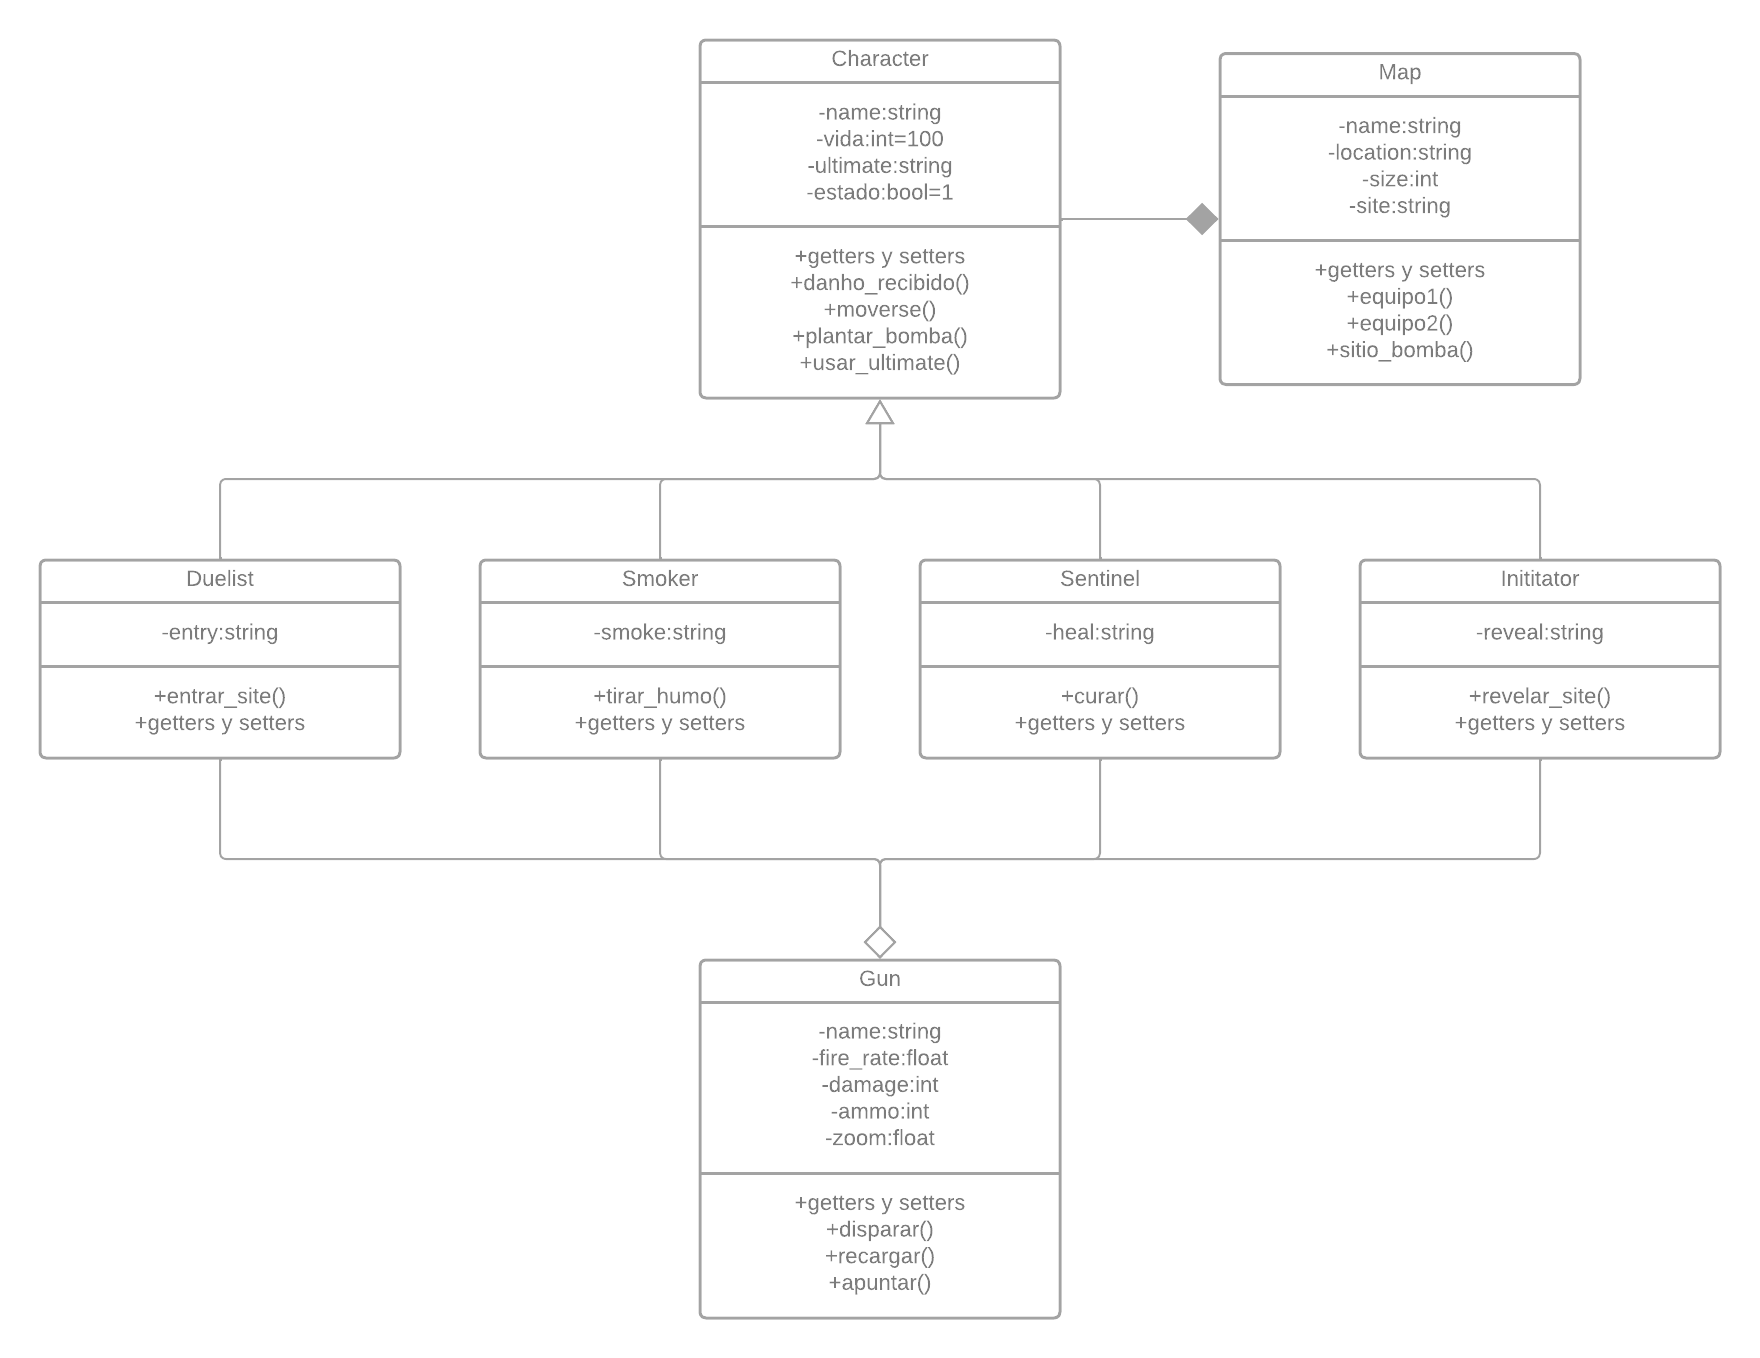 Character
-name:string
-vida:int=100
-ultimate:string
-estado:bool=1
+getters y setters
+danho_recibido()
+moverse()
+plantar_bomba()
+usar_ultimate()
Map
-name:string
-location:string
-size:int
-site:string
+getters y setters
+equipo1()
+equipo2()
+sitio_bomba()
Duelist
-entry:string
+entrar_site()
+getters y setters
Smoker
-smoke:string
+tirar_humo()
+getters y setters
Sentinel
-heal:string
+curar()
+getters y setters
Inititator
-reveal:string
+revelar_site()
+getters y setters
Gun
-name:string
-fire_rate:float
-damage:int
-ammo:int
-zoom:float
+getters y setters
+disparar()
+recargar()
+apuntar()